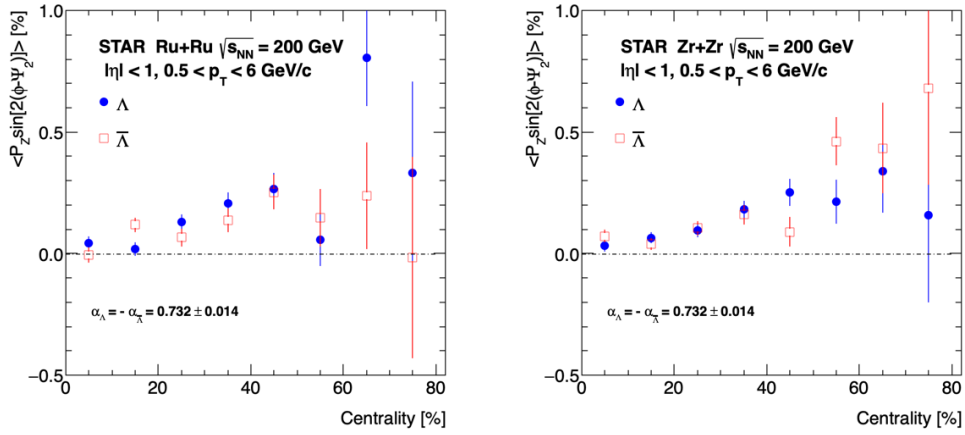 <P_Z sin[2(φ-Ψ_2)]> [%]
1.0
0.5
0.0
−0.5
STAR Ru+Ru √s_NN = 200 GeV
|η| < 1, 0.5 < p_T < 6 GeV/c
Λ
Λ̅
α_Λ = - α_Λ̅ = 0.732 ± 0.014
0 20 40 60 80
Centrality [%]
<P_Z sin[2(φ-Ψ_2)]> [%]
1.0
0.5
0.0
−0.5
STAR Zr+Zr √s_NN = 200 GeV
|η| < 1, 0.5 < p_T < 6 GeV/c
Λ
Λ̅
α_Λ = - α_Λ̅ = 0.732 ± 0.014
0 20 40 60 80
Centrality [%]